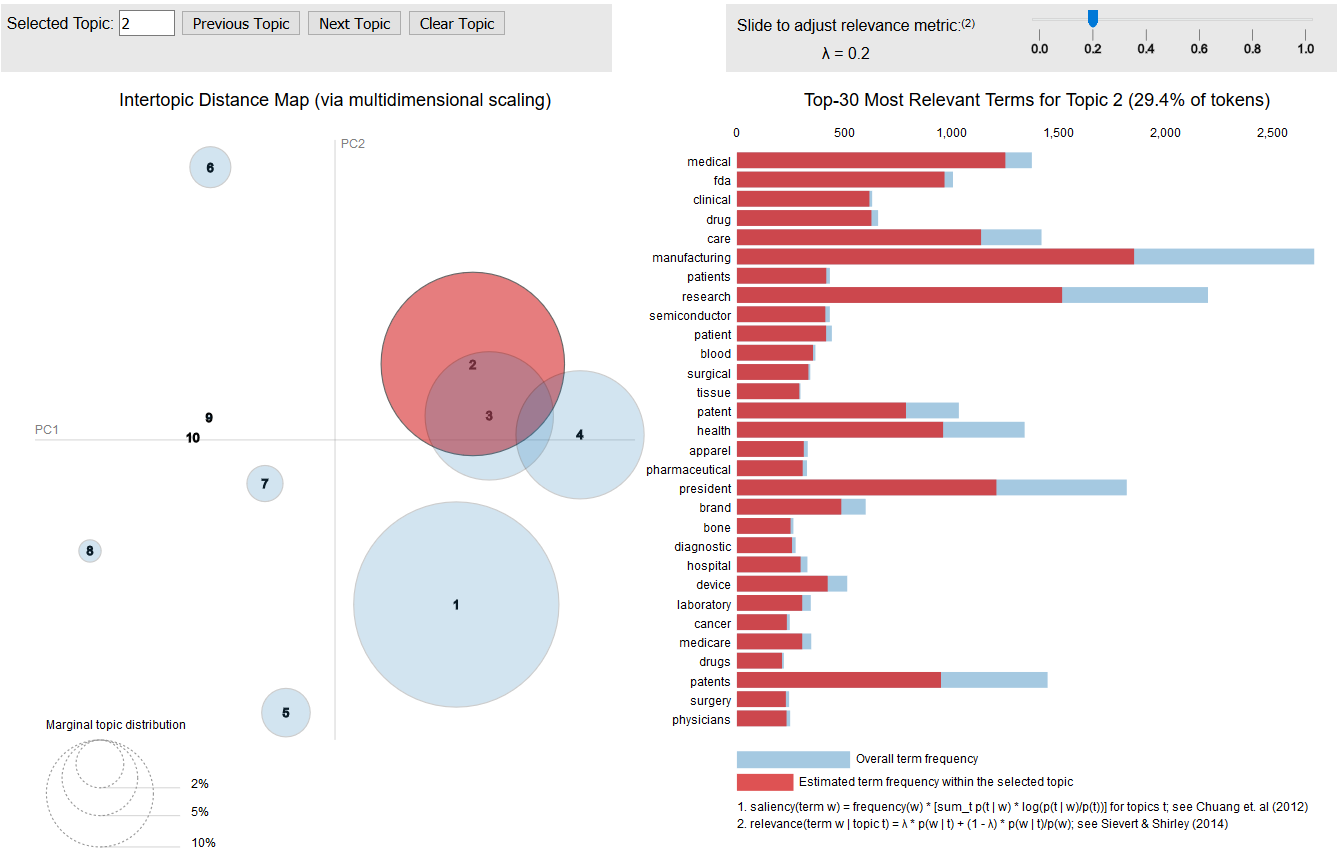 Selected Topic: 2 Previous Topic Next Topic Clear Topic
Slide to adjust relevance metric:(2)
λ = 0.2
0.0 0.2 0.4 0.6 0.8 1.0
Intertopic Distance Map (via multidimensional scaling)
PC2
PC1
6
2
3
4
9
10
7
8
1
5
Marginal topic distribution
2%
5%
10%
Top-30 Most Relevant Terms for Topic 2 (29.4% of tokens)
0 500 1,000 1,500 2,000 2,500
medical
fda
clinical
drug
care
manufacturing
patients
research
semiconductor
patient
blood
surgical
tissue
patent
health
apparel
pharmaceutical
president
brand
bone
diagnostic
hospital
device
laboratory
cancer
medicare
drugs
patents
surgery
physicians
Overall term frequency
Estimated term frequency within the selected topic
1. saliency(term w) = frequency(w) * [sum_t p(t | w) * log(p(t | w)/p(t))] for topics t; see Chuang et. al (2012)
2. relevance(term w | topic t) = λ * p(w | t) + (1 - λ) * p(w | t)/p(w); see Sievert & Shirley (2014)